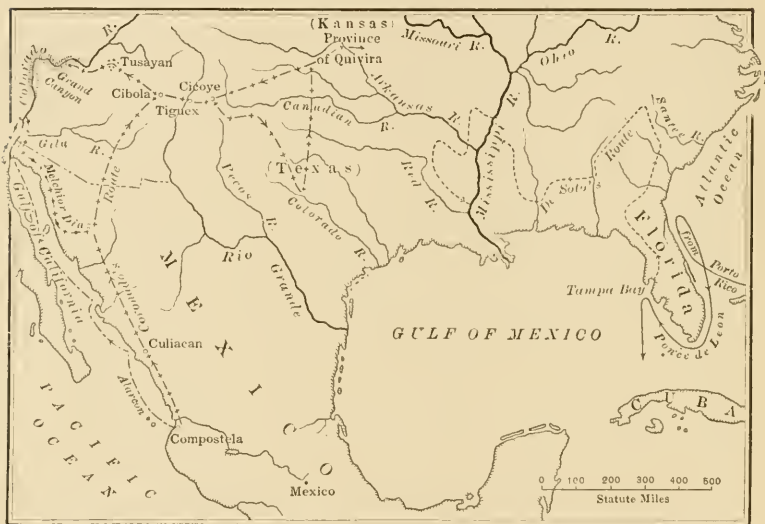 (Kansas)
Province
of Quivira
Missouri R.
Ohio R.
Colorado R.
Grand
Canyon
Tusayan
Cibola
Cicoye
Tiguex
Arkansas R.
Canadian R.
Santee R.
Gila R.
Melchior Diaz
Route
Coronado's
Pecos R.
(Texas)
Red R.
Colorado R.
Mississippi R.
De Soto's Route
Atlantic
Ocean
Gulf of California
MEXICO
Rio Grande
Florida
from
Porto
Rico
Tampa Bay
Ponce de Leon
GULF OF MEXICO
Culiacan
Alarcon
PACIFIC
OCEAN
Compostela
Mexico
CUBA
0 100 200 300 400 500
Statute Miles